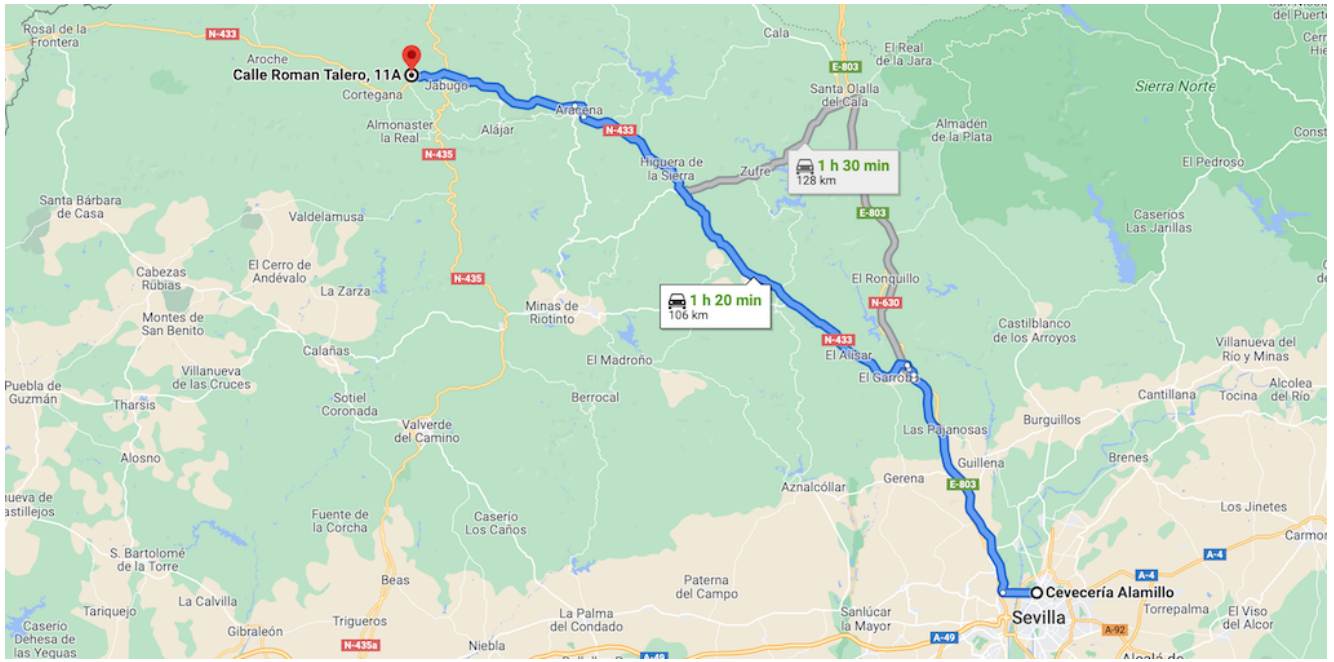 Rosal de la
Frontera
N-433
Aroche
Calle Roman Talero, 11A
Cortegana
Jabugo
Almonaster
la Real
Alájar
Aracena
N-433
N-435
Cala
El Real
de la Jara
E-803
Santa Olalla
del Cala
Almadén
de la Plata
Sierra Norte
del Puerto
El Pedroso
Higuera de
la Sierra
Zufre
1 h 30 min
128 km
E-803
Caseríos
Las Jarillas
Santa Bárbara
de Casa
Valdelamusa
Cabezas
Rubias
El Cerro de
Andévalo
La Zarza
N-435
Montes de
San Benito
Calañas
Minas de
Riotinto
1 h 20 min
106 km
El Ronquillo
N-630
N-433
El Alisar
El Garrobo
Castilblanco
de los Arroyos
Villanueva del
Río y Minas
El Madroño
Berrocal
Villanueva
de las Cruces
Puebla de
Guzmán
Tharsis
Sotiel
Coronada
Valverde
del Camino
Alosno
Las Pajanosas
Burguillos
Cantillana
Tocina
Alcolea
del Río
Guillena
Gerena
Brenes
E-803
Aznalcóllar
Los Jinetes
Carmon
Fuente de
la Corcha
Caserío
Los Caños
S. Bartolomé
de la Torre
Beas
Paterna
del Campo
A-4
A-4
Cevecería Alamillo
Sevilla
Torrepalma
El Viso
del Alcor
A-92
Tariquejo
La Calvilla
Gibraleón
Trigueros
La Palma
del Condado
Sanlúcar
la Mayor
A-49
Caserío
Dehesa de
las Yeguas
N-435a
Niebla
A-49
Alcalá de